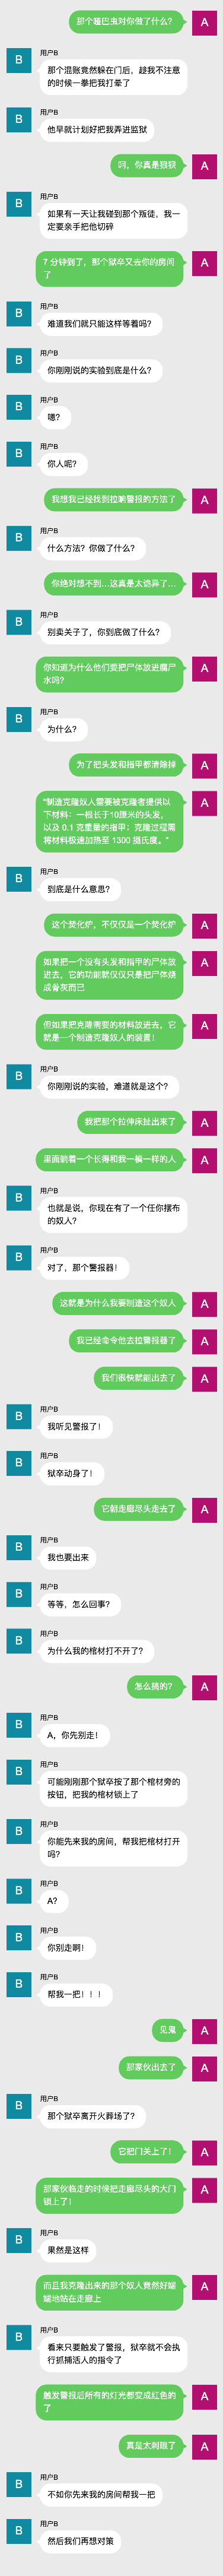 那个哑巴虫对你做了什么？
A
B
用户B
那个混账竟然躲在门后，趁我不注意
的时候一拳把我打晕了
B
用户B
他早就计划好把我弄进监狱
呵，你真是狼狈
A
B
用户B
如果有一天让我碰到那个叛徒，我一
定要亲手把他切碎
7 分钟到了，那个狱卒又去你的房间
了
A
B
用户B
难道我们就只能这样等着吗？
B
用户B
你刚刚说的实验到底是什么？
B
用户B
嗯？
B
用户B
你人呢？
我想我已经找到拉响警报的方法了
A
B
用户B
什么方法？你做了什么？
你绝对想不到...这真是太诡异了...
A
B
用户B
别卖关子了，你到底做了什么？
你知道为什么他们要把尸体放进腐尸
水吗？
A
B
用户B
为什么？
为了把头发和指甲都清除掉
A
“制造克隆奴人需要被克隆者提供以
下材料：一根长于10厘米的头发，
以及 0.1 克重量的指甲；克隆过程需
将材料极速加热至 1300 摄氏度。”
A
B
用户B
到底是什么意思？
这个焚化炉，不仅仅是一个焚化炉
A
如果把一个没有头发和指甲的尸体放
进去，它的功能就仅仅只是把尸体烧
成骨灰而已
A
但如果把克隆需要的材料放进去，它
就是一个制造克隆奴人的装置！
A
B
用户B
你刚刚说的实验，难道就是这个？
我把那个拉伸床扯出来了
A
里面躺着一个长得和我一模一样的人
A
B
用户B
也就是说，你现在有了一个任你摆布
的奴人？
B
用户B
对了，那个警报器！
这就是为什么我要制造这个奴人
A
我已经命令他去拉警报器了
A
我们很快就能出去了
A
B
用户B
我听见警报了！
B
用户B
狱卒动身了！
它朝走廊尽头走去了
A
B
用户B
我也要出来
B
用户B
等等，怎么回事？
B
用户B
为什么我的棺材打不开了？
怎么搞的？
A
B
用户B
A，你先别走！
B
用户B
可能刚刚那个狱卒按了那个棺材旁的
按钮，把我的棺材锁上了
B
用户B
你能先来我的房间，帮我把棺材打开
吗？
B
用户B
A？
B
用户B
你别走啊！
B
用户B
帮我一把！！！
见鬼
A
那家伙出去了
A
B
用户B
那个狱卒离开火葬场了？
它把门关上了！
A
那家伙临走的时候把走廊尽头的大门
锁上了！
A
B
用户B
果然是这样
而且我克隆出来的那个奴人竟然好端
端地站在走廊上
A
B
用户B
看来只要触发了警报，狱卒就不会执
行抓捕活人的指令了
触发警报后所有的灯光都变成红色的
了
A
真是太刺眼了
A
B
用户B
不如你先来我的房间帮我一把
B
用户B
然后我们再想对策